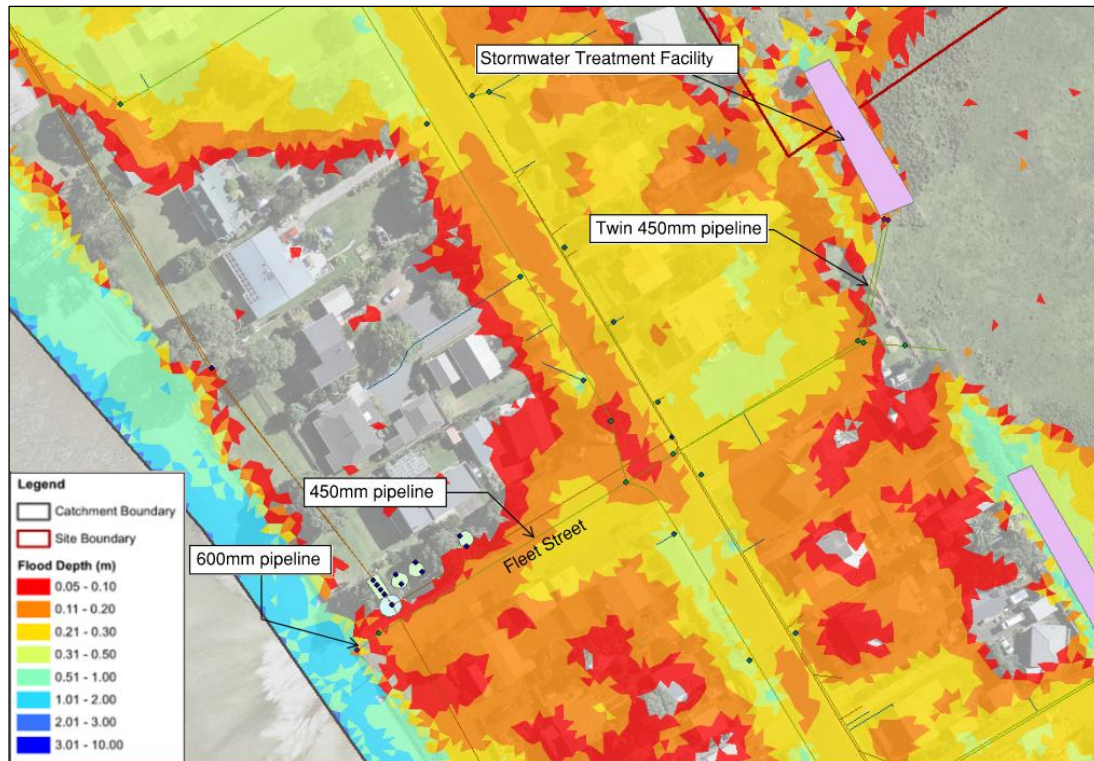 Stormwater Treatment Facility
Twin 450mm pipeline
450mm pipeline
Fleet Street
600mm pipeline
Legend
Catchment Boundary
Site Boundary
Flood Depth (m)
0.05 - 0.10
0.11 - 0.20
0.21 - 0.30
0.31 - 0.50
0.51 - 1.00
1.01 - 2.00
2.01 - 3.00
3.01 - 10.00